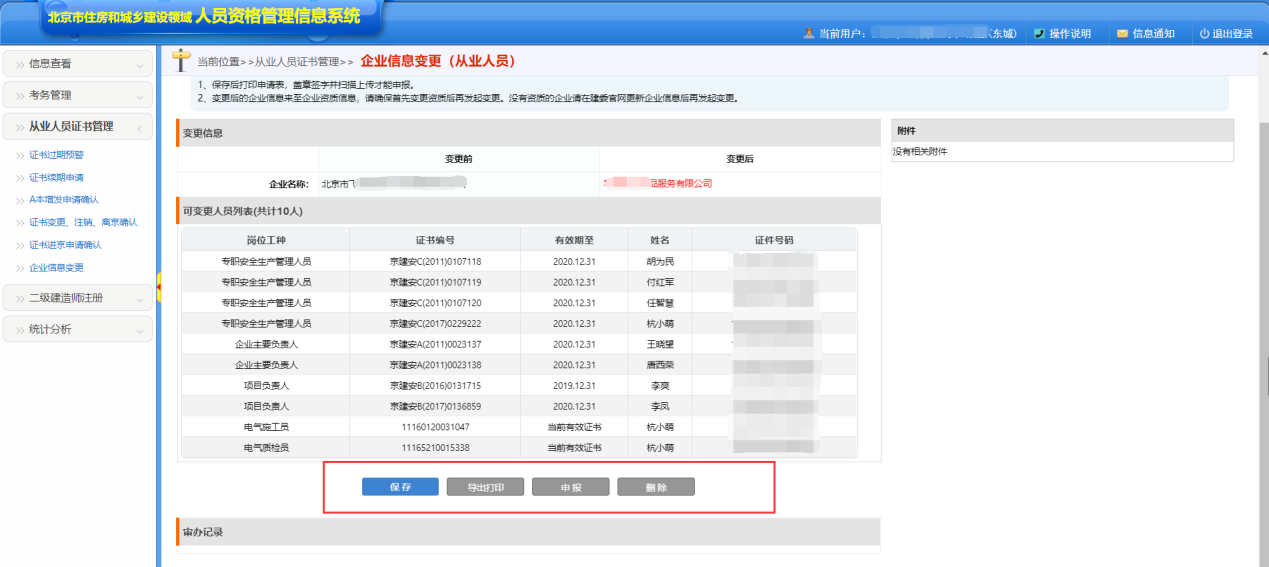 北京市住房和城乡建设领域 人员资格管理信息系统
当前用户： (东城) 操作说明 信息通知 退出登录
信息查看
考务管理
从业人员证书管理
证书过期预警
证书续期申请
A本增发申请确认
证书变更、注销、离京确认
证书进京申请确认
企业信息变更
二级建造师注册
统计分析
当前位置>>从业人员证书管理>> 企业信息变更（从业人员）
1、保存后打印申请表，盖章签字并扫描上传才能申报。
2、变更后的企业信息来至企业资质信息，请确保首先变更资质后再发起变更。没有资质的企业请在建委官网更新企业信息后再发起变更。
变更信息
变更前 变更后
企业名称： 北京市 品服务有限公司
可变更人员列表(共计10人)
岗位工种 证书编号 有效期至 姓名 证件号码
专职安全生产管理人员 京建安C(2011)0107118 2020.12.31 胡为民
专职安全生产管理人员 京建安C(2011)0107119 2020.12.31 付红军
专职安全生产管理人员 京建安C(2011)0107120 2020.12.31 任智慧
专职安全生产管理人员 京建安C(2017)0229222 2020.12.31 杭小萌
企业主要负责人 京建安A(2011)0023137 2020.12.31 王晓望
企业主要负责人 京建安A(2011)0023138 2020.12.31 唐西荣
项目负责人 京建安B(2016)0131715 2019.12.31 李爽
项目负责人 京建安B(2017)0136859 2020.12.31 李凤
电气施工员 11160120031047 当前有效证书 杭小萌
电气质检员 11165210015338 当前有效证书 杭小萌
保存 导出打印 申报 删除
审办记录
附件
没有相关附件